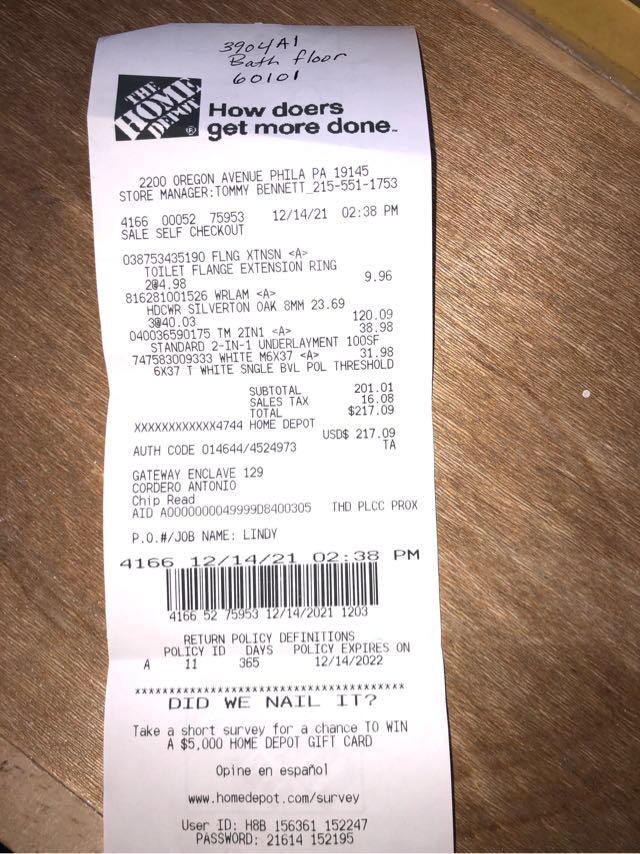 3904A1
Bath floor
60101
THE
HOME
DEPOT
How doers
get more done™
2200 OREGON AVENUE PHILA PA 19145
STORE MANAGER:TOMMY BENNETT 215-551-1753
4166 00052 75953 12/14/21 02:38 PM
SALE SELF CHECKOUT
038753435190 FLNG XTNSN <A>
TOILET FLANGE EXTENSION RING
2@4.98 9.96
816281001526 WRLAM <A>
HDCWR SILVERTON OAK 8MM 23.69
3@40.03 120.09
040036590175 TM 2IN1 <A> 38.98
STANDARD 2-IN-1 UNDERLAYMENT 100SF
747583009333 WHITE M6X37 <A> 31.98
6X37 T WHITE SNGLE BVL POL THRESHOLD
SUBTOTAL 201.01
SALES TAX 16.08
TOTAL $217.09
XXXXXXXXXXXX4744 HOME DEPOT
USD$ 217.09
AUTH CODE 014644/4524973 TA
GATEWAY ENCLAVE 129
CORDERO ANTONIO
Chip Read
AID A0000000049999D8400305 THD PLCC PROX
P.O.#/JOB NAME: LINDY
4166 12/14/21 02:38 PM
4166 52 75953 12/14/2021 1203
RETURN POLICY DEFINITIONS
POLICY ID DAYS POLICY EXPIRES ON
A 11 365 12/14/2022
*****************************************
DID WE NAIL IT?
Take a short survey for a chance TO WIN
A $5,000 HOME DEPOT GIFT CARD
Opine en español
www.homedepot.com/survey
User ID: H8B 156361 152247
PASSWORD: 21614 152195